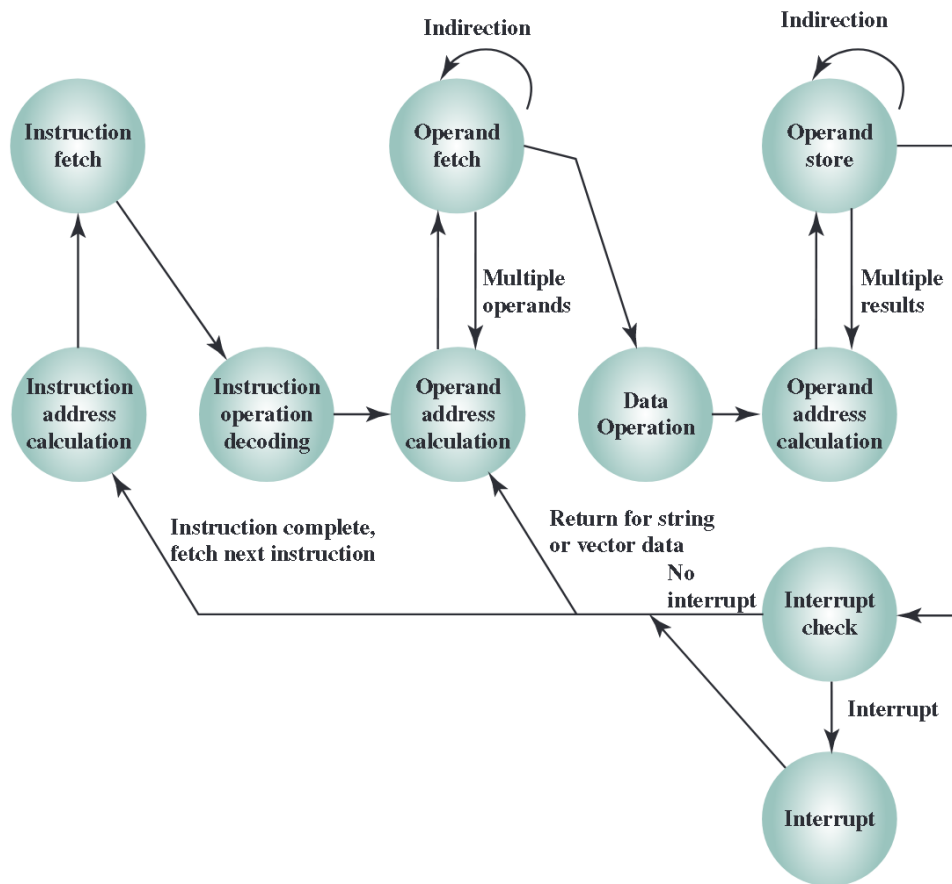 Indirection
Indirection
Instruction
fetch
Operand
fetch
Operand
store
Multiple
operands
Multiple
results
Instruction
address
calculation
Instruction
operation
decoding
Operand
address
calculation
Data
Operation
Operand
address
calculation
Instruction complete,
fetch next instruction
Return for string
or vector data
No
interrupt
Interrupt
check
Interrupt
Interrupt